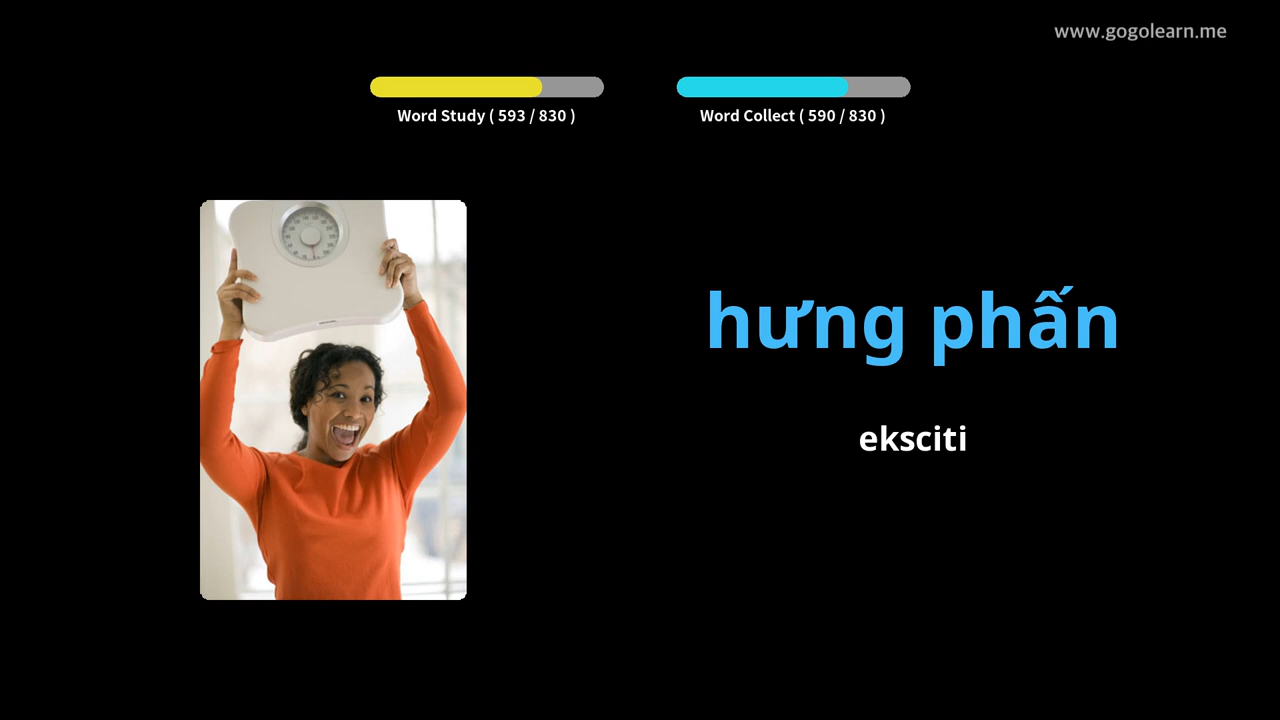 www.gogolearn.me
Word Study ( 593 / 830 )
Word Collect ( 590 / 830 )
hưng phấn
eksciti